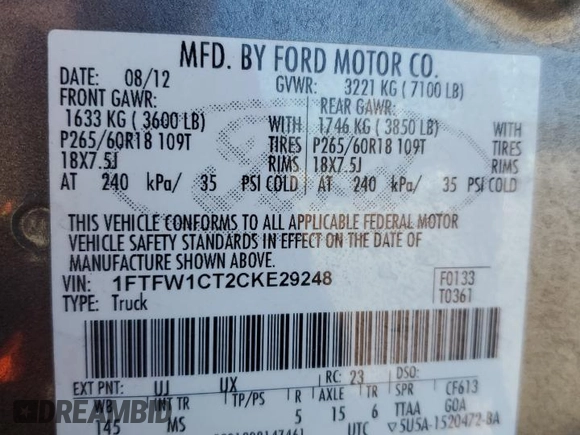 MFD. BY FORD MOTOR CO.
DATE: 08/12 GVWR: 3221 KG ( 7100 LB)
FRONT GAWR: REAR GAWR:
1633 KG ( 3600 LB) 1746 KG ( 3850 LB)
P265/60R18 109T TIRES P265/60R18 109T TIRES
18X7.5J RIMS 18X7.5J RIMS
AT 240 kPa/ 35 PSI COLD AT 240 kPa/ 35 PSI COLD
THIS VEHICLE CONFORMS TO ALL APPLICABLE FEDERAL MOTOR
VEHICLE SAFETY STANDARDS IN EFFECT ON THE DATE OF
MANUFACTURE SHOWN ABOVE.
VIN: 1FTFW1CT2CKE29248 F0133
TYPE: Truck T0361
RC: 23 DSO:
EXT PNT: UJ UX
WB INT TR TP/PS R AXLE TR SPR CF613
145 MS 5 15 6 TTAA GOA
UTC ▽5U5A-1520472-BA
DREAMBID